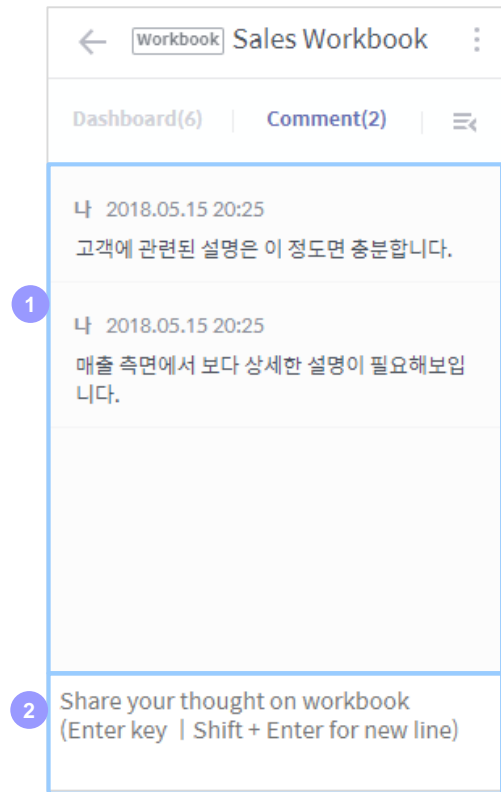 ← Workbook Sales Workbook
Dashboard(6) | Comment(2)
나 2018.05.15 20:25
고객에 관련된 설명은 이 정도면 충분합니다.
1
나 2018.05.15 20:25
매출 측면에서 보다 상세한 설명이 필요해보입
니다.
2
Share your thought on workbook
(Enter key | Shift + Enter for new line)